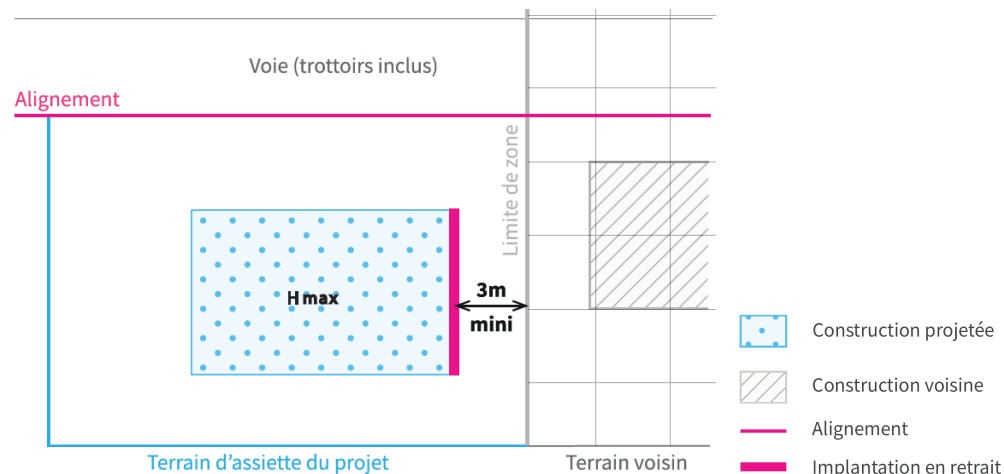 Voie (trottoirs inclus)
Alignement
Limite de zone
H max
3m
mini
Construction projetée
Construction voisine
Alignement
Implantation en retrait
Terrain d'assiette du projet
Terrain voisin